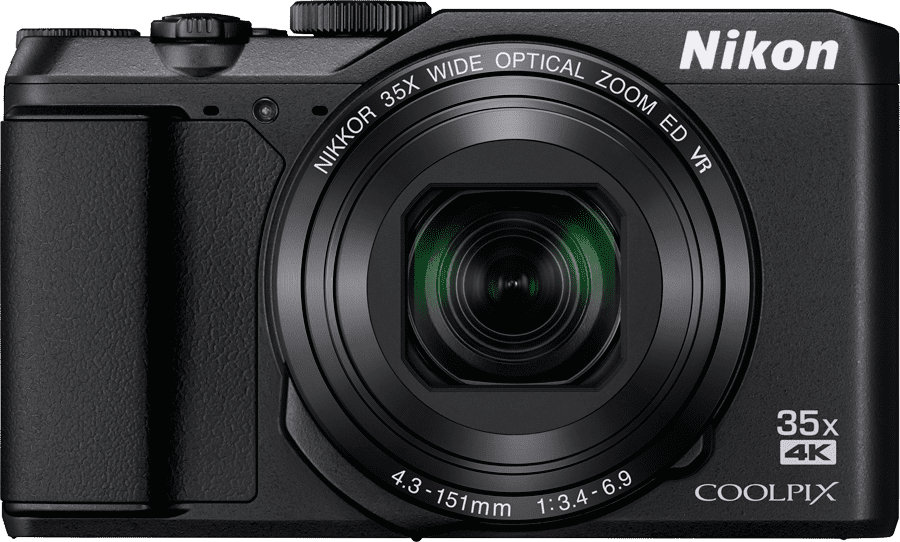 Nikon
NIKKOR 35X WIDE OPTICAL ZOOM ED VR
35x
4K
COOLPIX
4.3-151mm 1:3.4-6.9